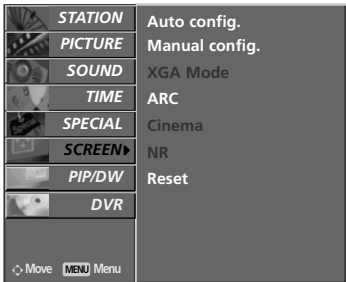 STATION
PICTURE
SOUND
TIME
SPECIAL
SCREEN
PIP/DW
DVR
Auto config.
Manual config.
XGA Mode
ARC
Cinema
NR
Reset
Move MENU Menu